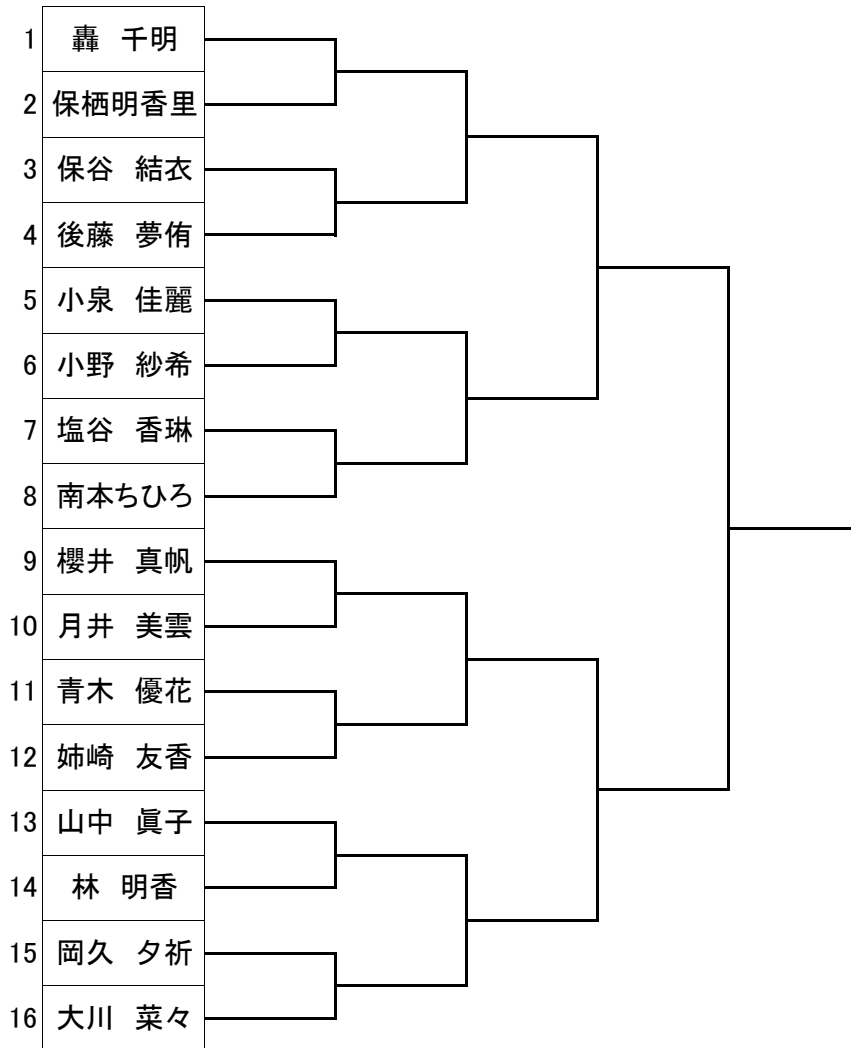 1 轟 千明
2 保栖明香里
3 保谷 結衣
4 後藤 夢侑
5 小泉 佳麗
6 小野 紗希
7 塩谷 香琳
8 南本ちひろ
9 櫻井 真帆
10 月井 美雲
11 青木 優花
12 姉崎 友香
13 山中 眞子
14 林 明香
15 岡久 夕祈
16 大川 菜々